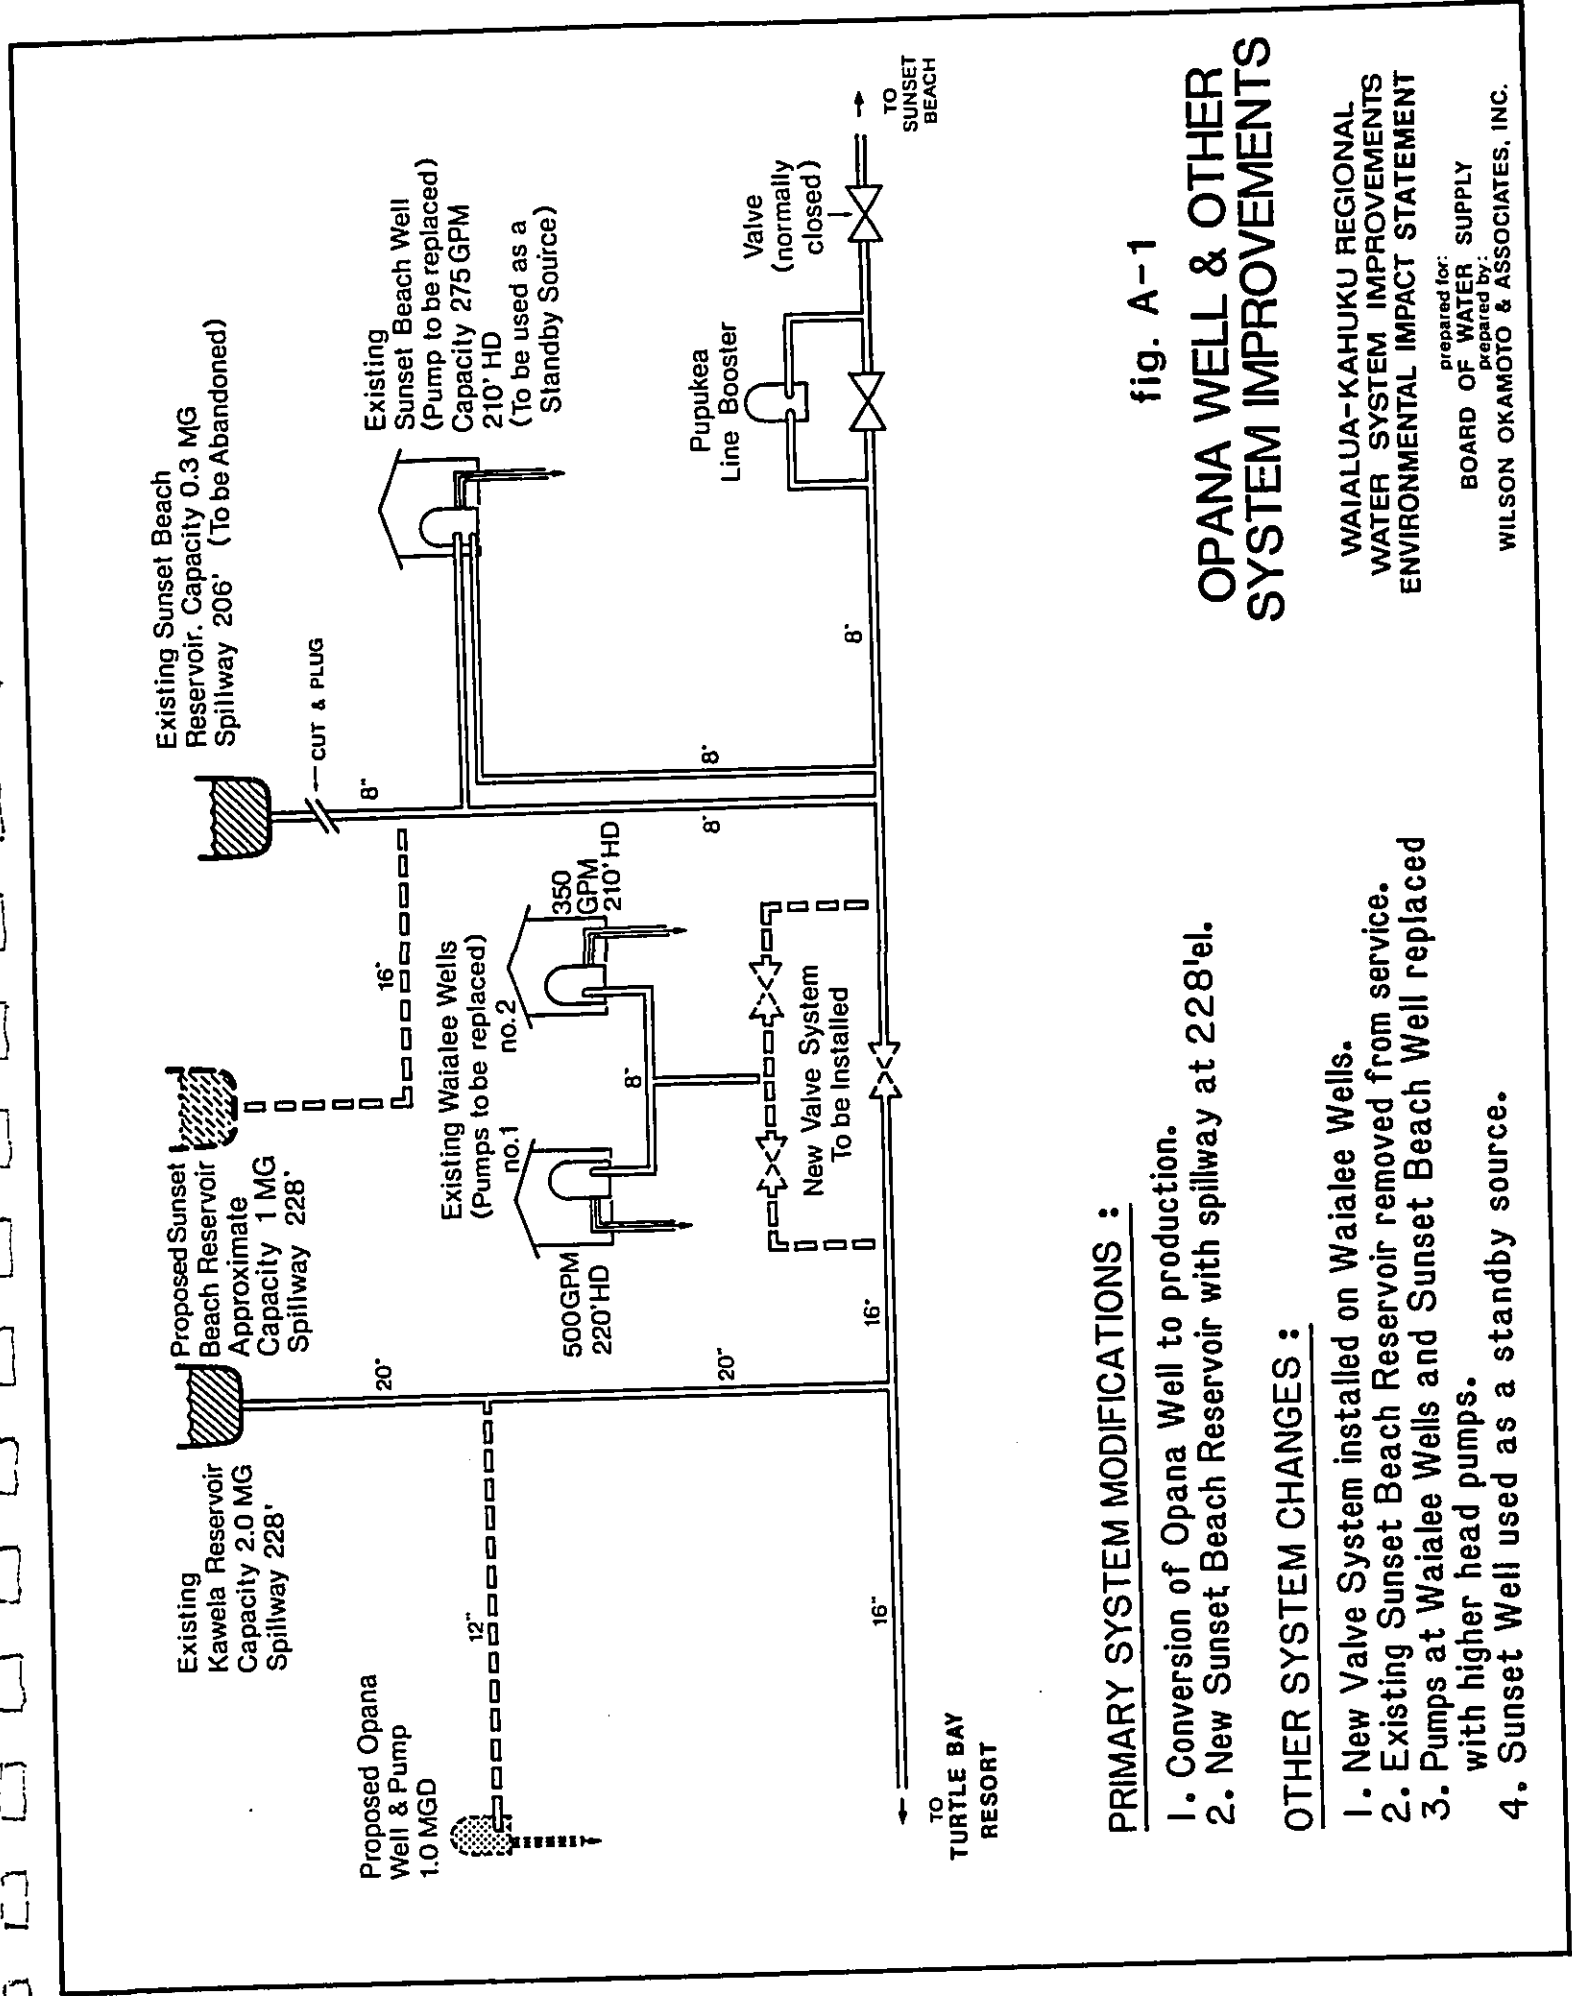 Existing Sunset Beach
Reservoir. Capacity 0.3 MG
Spillway 206' (To be Abandoned)
CUT & PLUG
8"
Existing
Sunset Beach Well
(Pump to be replaced)
Capacity 275 GPM
210' HD
(To be used as a
Standby Source)
Proposed Sunset
Beach Reservoir
Approximate
Capacity 1 MG
Spillway 228'
16"
Existing
Kawela Reservoir
Capacity 2.0 MG
Spillway 228'
20"
Existing Waialee Wells
(Pumps to be replaced)
no.1
no.2
500GPM
220'HD
350
GPM
210'HD
8"
Proposed Opana
Well & Pump
1.0 MGD
12"
20"
8"
8"
New Valve System
To be Installed
Pupukea
Line Booster
Valve
(normally
closed)
TO
SUNSET
BEACH
16"
16"
8"
TO
TURTLE BAY
RESORT
PRIMARY SYSTEM MODIFICATIONS :
1. Conversion of Opana Well to production.
2. New Sunset Beach Reservoir with spillway at 228'el.
OTHER SYSTEM CHANGES :
1. New Valve System installed on Waialee Wells.
2. Existing Sunset Beach Reservoir removed from service.
3. Pumps at Waialee Wells and Sunset Beach Well replaced
with higher head pumps.
4. Sunset Well used as a standby source.
fig. A-1
OPANA WELL & OTHER
SYSTEM IMPROVEMENTS
WAIALUA-KAHUKU REGIONAL
WATER SYSTEM IMPROVEMENTS
ENVIRONMENTAL IMPACT STATEMENT
prepared for:
BOARD OF WATER SUPPLY
prepared by:
WILSON OKAMOTO & ASSOCIATES, INC.